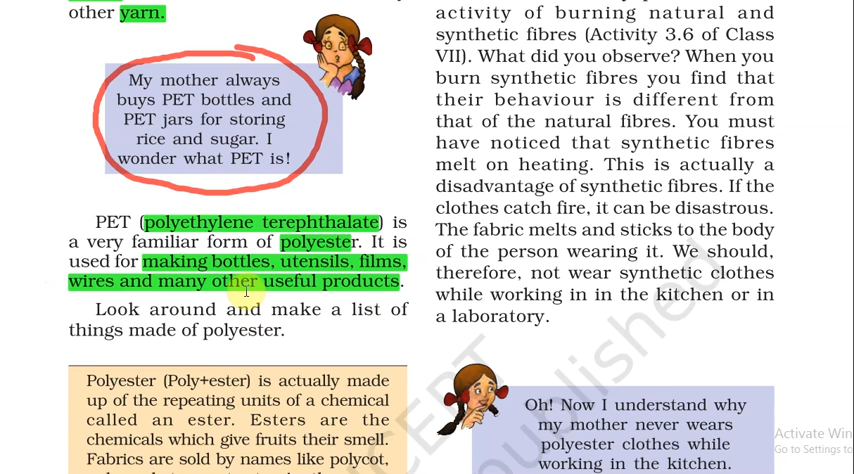 other yarn.
My mother always
buys PET bottles and
PET jars for storing
rice and sugar. I
wonder what PET is!
PET (polyethylene terephthalate) is
a very familiar form of polyester. It is
used for making bottles, utensils, films,
wires and many other useful products.
Look around and make a list of
things made of polyester.
Polyester (Poly+ester) is actually made
up of the repeating units of a chemical
called an ester. Esters are the
chemicals which give fruits their smell.
Fabrics are sold by names like polycot,
activity of burning natural and
synthetic fibres (Activity 3.6 of Class
VII). What did you observe? When you
burn synthetic fibres you find that
their behaviour is different from
that of the natural fibres. You must
have noticed that synthetic fibres
melt on heating. This is actually a
disadvantage of synthetic fibres. If the
clothes catch fire, it can be disastrous.
The fabric melts and sticks to the body
of the person wearing it. We should,
therefore, not wear synthetic clothes
while working in in the kitchen or in
a laboratory.
Oh! Now I understand why
my mother never wears
polyester clothes while
working in the kitchen.
NCERT
published
Activate Win
Go to Settings to